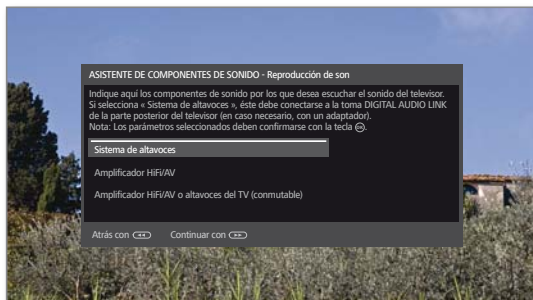 ASISTENTE DE COMPONENTES DE SONIDO - Reproducción de son
Indique aquí los componentes de sonido por los que desea escuchar el sonido del televisor.
Si selecciona « Sistema de altavoces », éste debe conectarse a la toma DIGITAL AUDIO LINK
de la parte posterior del televisor (en caso necesario, con un adaptador).
Nota: Los parámetros seleccionados deben confirmarse con la tecla OK.
Sistema de altavoces
Amplificador HiFi/AV
Amplificador HiFi/AV o altavoces del TV (conmutable)
Atrás con Continuar con